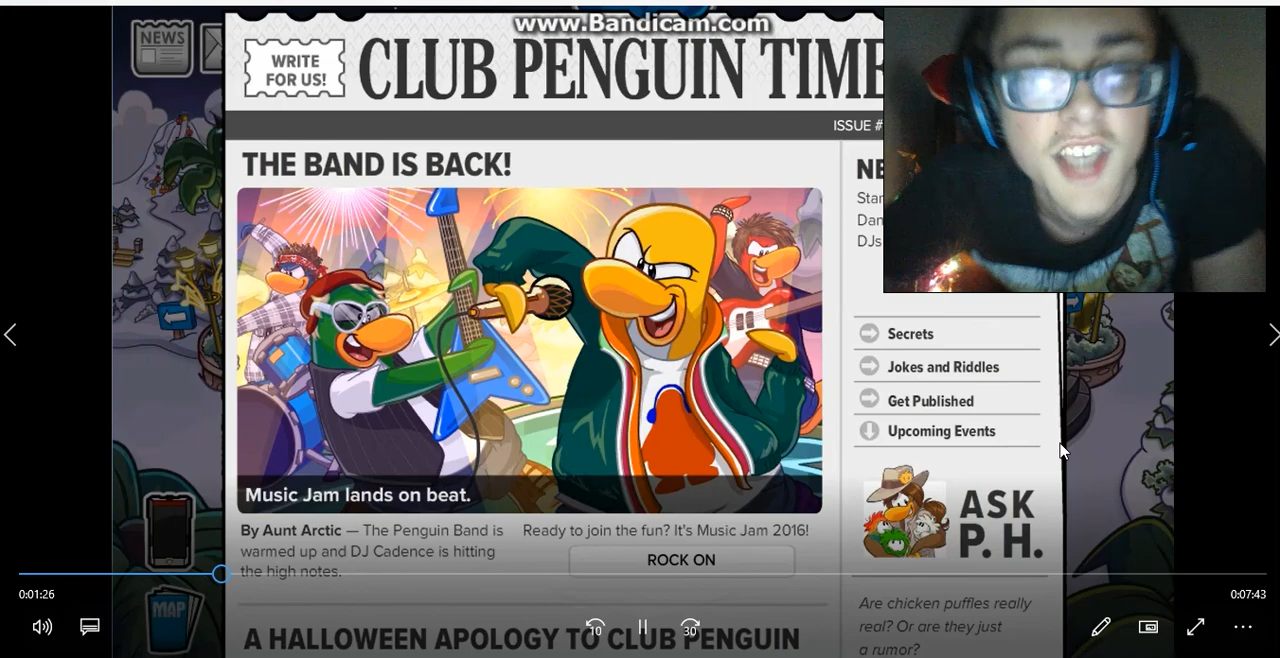 www.Bandicam.com
NEWS
WRITE
FOR US!
CLUB PENGUIN TIME
ISSUE #
THE BAND IS BACK!
NE
Star
Dan
DJs
Music Jam lands on beat.
By Aunt Arctic — The Penguin Band is
warmed up and DJ Cadence is hitting
the high notes.
Ready to join the fun? It's Music Jam 2016!
ROCK ON
Secrets
Jokes and Riddles
Get Published
Upcoming Events
ASK
P. H.
Are chicken puffles really
real? Or are they just
a rumor?
A HALLOWEEN APOLOGY TO CLUB PENGUIN
MAP
0:01:26
0:07:43
10
30